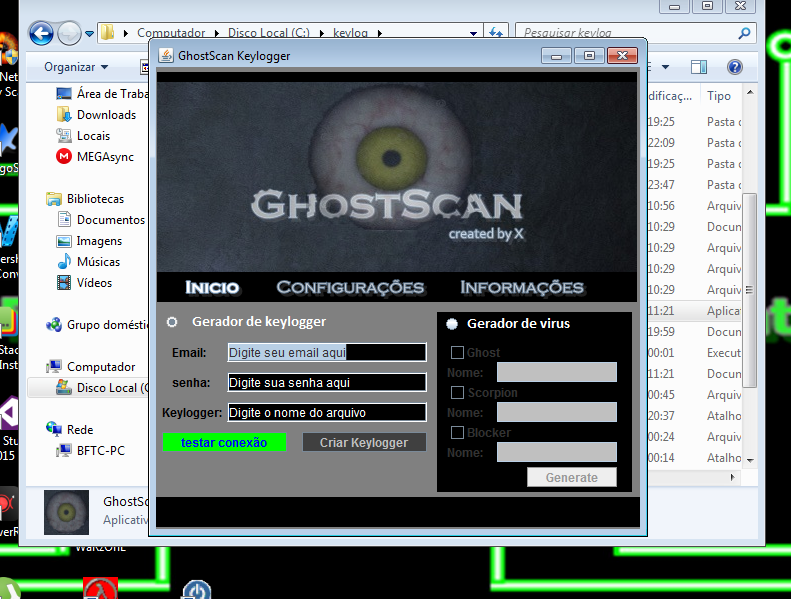 Computador
Disco Local (C:)
keylog
Pesquisar keylog
GhostScan Keylogger
Organizar
Área de Traba
Downloads
Locais
MEGAsync
Bibliotecas
Documentos
Imagens
Músicas
Vídeos
Grupo domésti
Computador
Disco Local (C
Rede
BFTC-PC
GhostSc
Aplicativ
GHOSTSCAN
created by X
INICIO
CONFIGURAÇÕES
INFORMAÇÕES
Gerador de keylogger
Email:
Digite seu email aqui
senha:
Digite sua senha aqui
Keylogger:
Digite o nome do arquivo
testar conexão
Criar Keylogger
Gerador de virus
Ghost
Nome:
Scorpion
Nome:
Blocker
Nome:
Generate
dificaç...
Tipo
19:25
Pasta c
22:09
Pasta c
19:25
Pasta c
23:47
Pasta c
10:56
Arquiv
10:29
Docun
10:29
Arquiv
10:29
Arquiv
10:29
Arquiv
11:21
Aplica
19:59
Docun
00:01
Execut
11:21
Docun
00:45
Arquiv
20:37
Atalho
00:24
Arquiv
00:14
Atalho